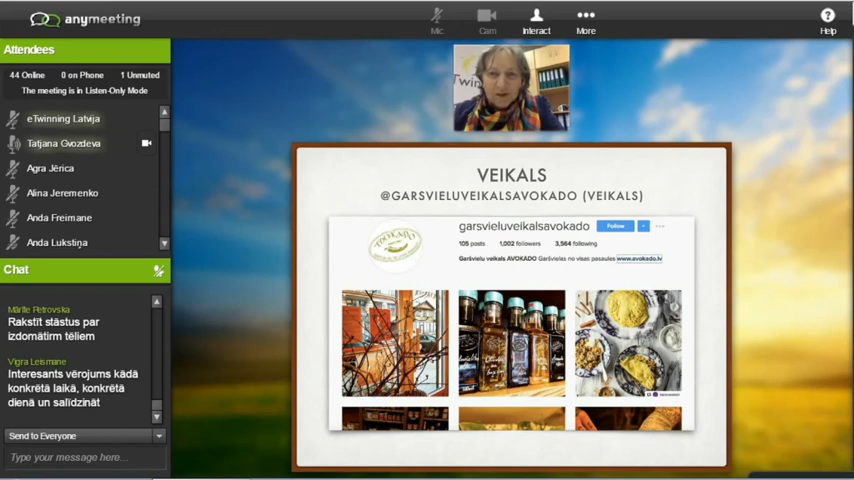 anymeeting
Mic
Cam
Interact
More
Help
Attendees
44 Online 0 on Phone 1 Unmuted
The meeting is in Listen-Only Mode
eTwinning Latvija
Tatjana Gvozdeva
Agra Jērica
Alina Jeremenko
Anda Freimane
Anda Lukstiņa
Chat
Mārīte Petrovska
Rakstīt stāstus par
izdomātirm tēliem
Vigra Leismane
Interesants vērojums kādā
konkrētā laikā, konkrētā
dienā un salīdzināt
Send to Everyone
Type your message here...
VEIKALS
@GARSVIELUVEIKALSAVOKADO (VEIKALS)
garsvieluveikalsavokado Follow
105 posts 1,002 followers 3,564 following
Garšvielu veikals AVOKADO Garšvielas no visas pasaules www.avokado.lv
AVOKADO